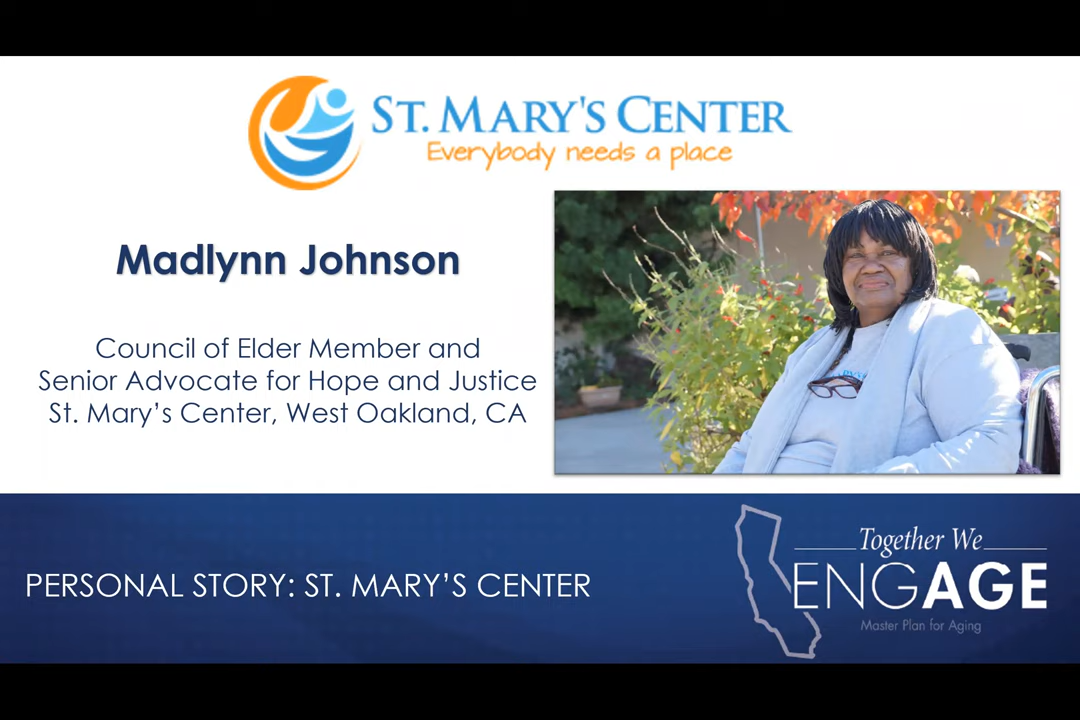 ST. MARY'S CENTER
Everybody needs a place
Madlynn Johnson
Council of Elder Member and
Senior Advocate for Hope and Justice
St. Mary's Center, West Oakland, CA
PERSONAL STORY: ST. MARY'S CENTER
Together We
ENGAGE
Master Plan for Aging